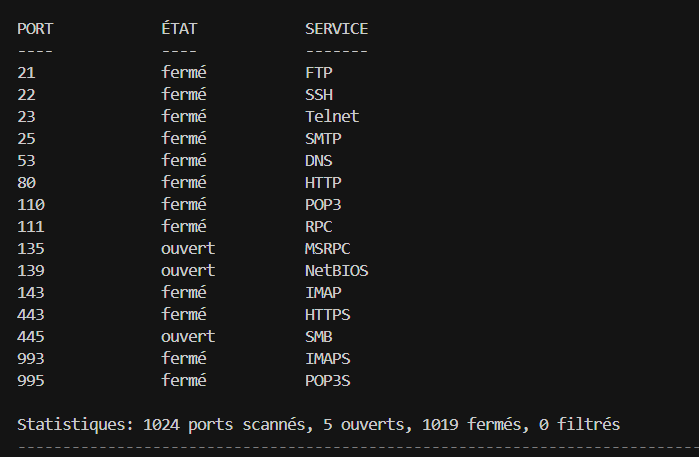 PORT ÉTAT SERVICE
---- ---- -------
21 fermé FTP
22 fermé SSH
23 fermé Telnet
25 fermé SMTP
53 fermé DNS
80 fermé HTTP
110 fermé POP3
111 fermé RPC
135 ouvert MSRPC
139 ouvert NetBIOS
143 fermé IMAP
443 fermé HTTPS
445 ouvert SMB
993 fermé IMAPS
995 fermé POP3S
Statistiques: 1024 ports scannés, 5 ouverts, 1019 fermés, 0 filtrés
----------------------------------------------------------------------------